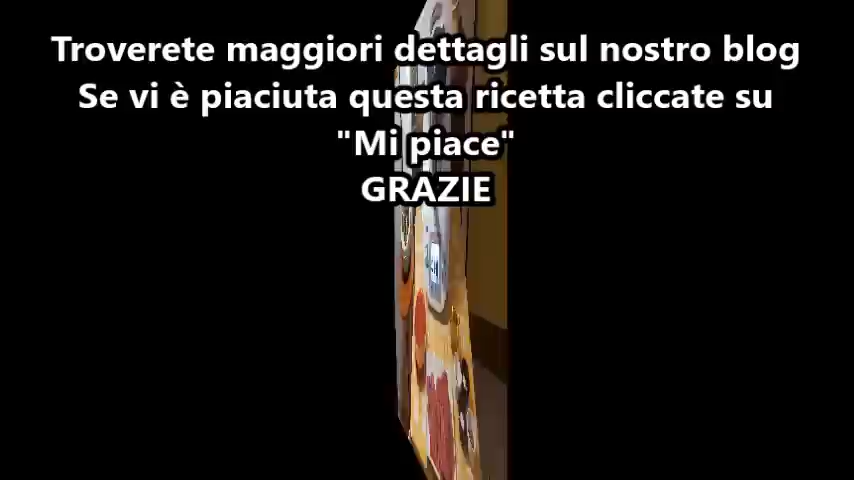 Troverete maggiori dettagli sul nostro blog
Se vi è piaciuta questa ricetta cliccate su
"Mi piace"
GRAZIE